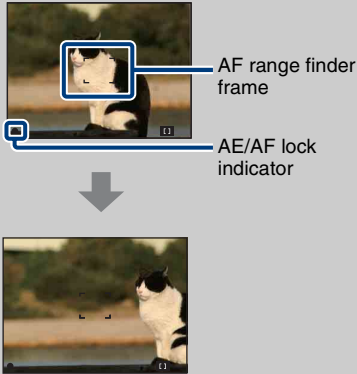 AF range finder
frame
AE/AF lock
indicator